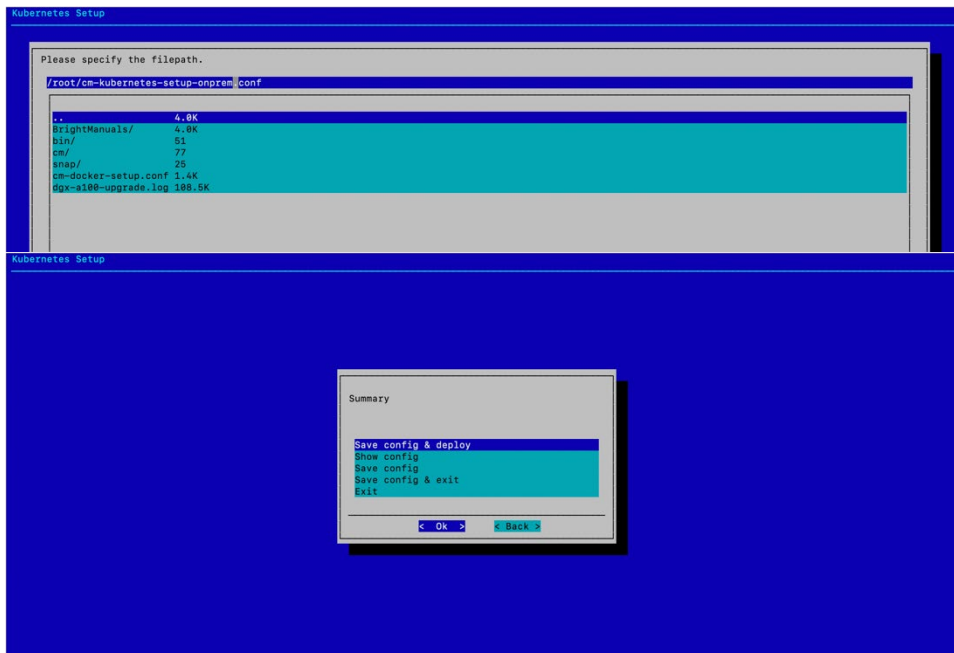 Kubernetes Setup
Please specify the filepath.
/root/cm-kubernetes-setup-onprem.conf
.. 4.0K
BrightManuals/ 4.0K
bin/ 51
cm/ 77
snap/ 25
cm-docker-setup.conf 1.4K
dgx-a100-upgrade.log 108.5K
Kubernetes Setup
Summary
Save config & deploy
Show config
Save config
Save config & exit
Exit
< Ok > < Back >